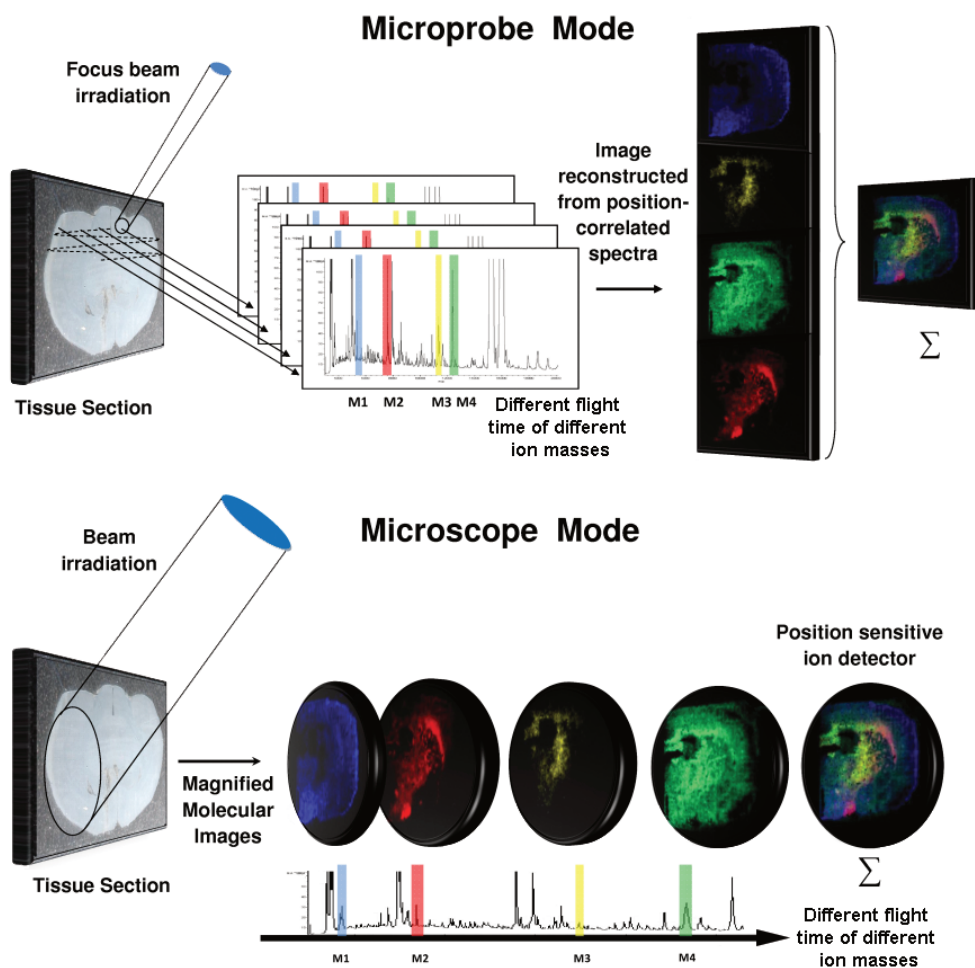 Microprobe Mode
Focus beam
irradiation
Tissue Section
M1 M2 M3 M4
Different flight
time of different
ion masses
Image
reconstructed
from position-
correlated
spectra
∑
Microscope Mode
Beam
irradiation
Tissue Section
Magnified
Molecular
Images
Position sensitive
ion detector
∑
M1 M2 M3 M4
Different flight
time of different
ion masses